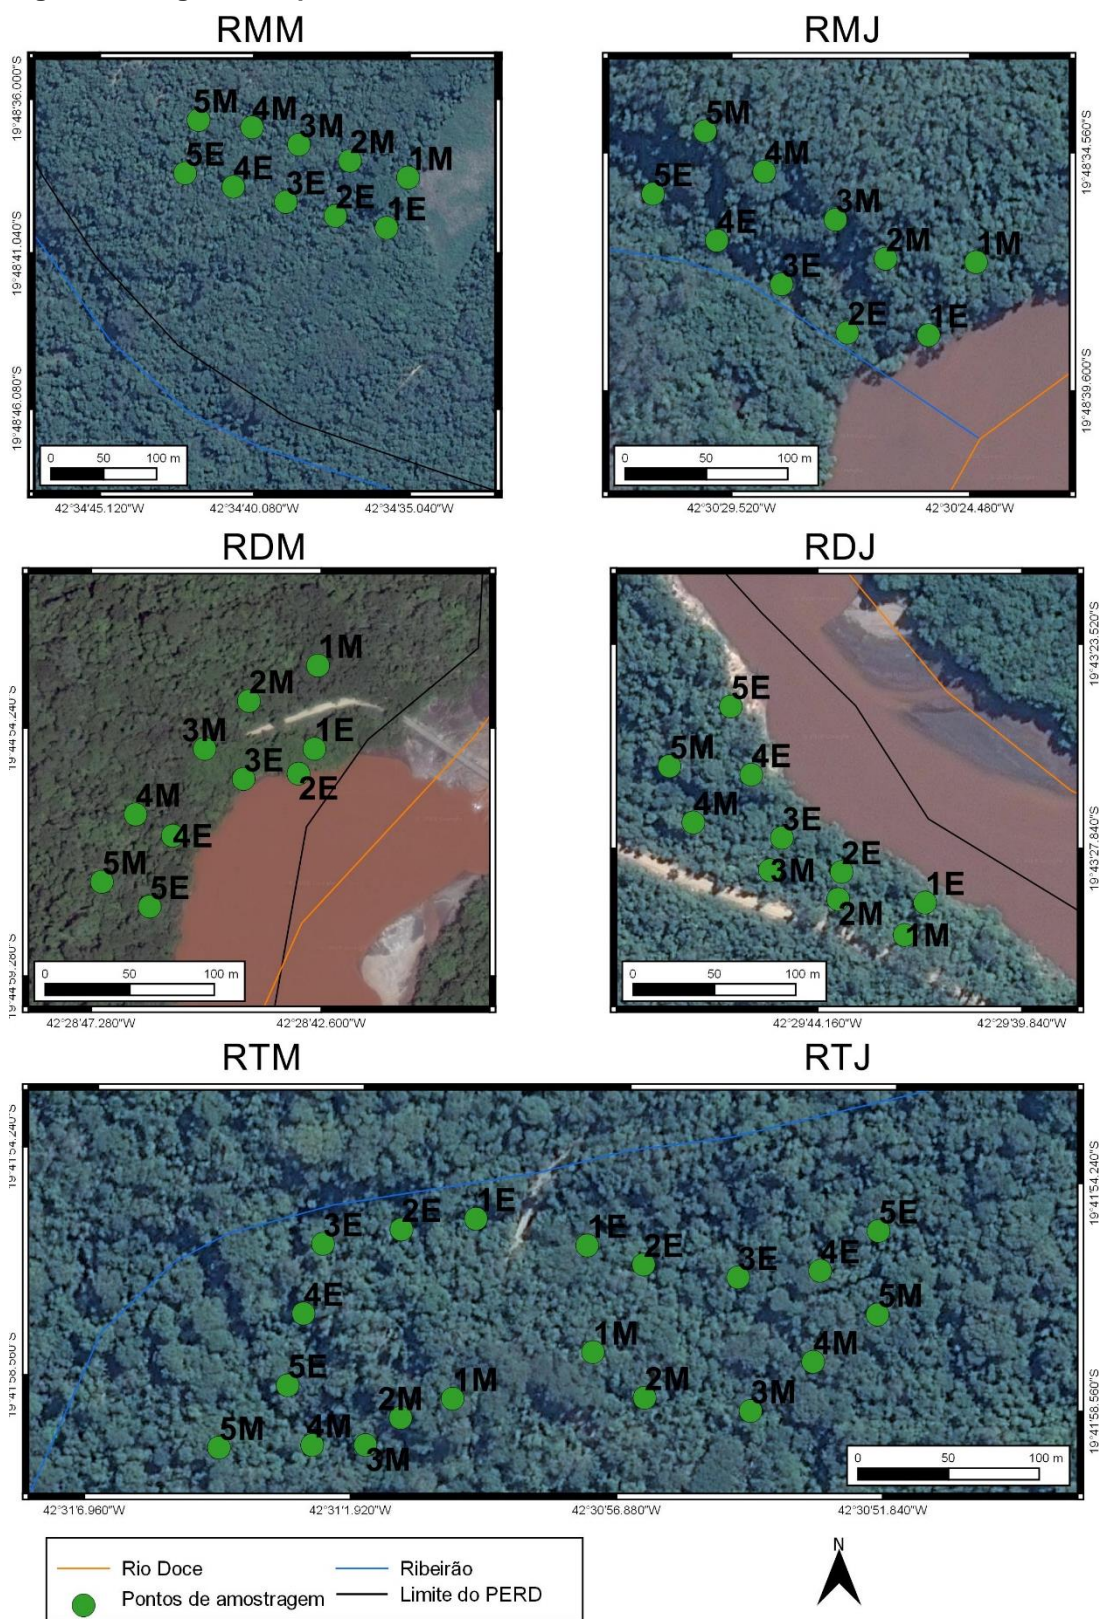 RMM
RMJ
19°48'36.000"S
19°48'41.040"S
19°48'46.080"S
5M 4M 3M 2M 1M
5E 4E 3E 2E 1E
0 50 100 m
42°34'45.120"W 42°34'40.080"W 42°34'35.040"W
5M 4M 3M 2M 1M
5E 4E 3E 2E 1E
0 50 100 m
19°48'34.560"S
19°48'39.600"S
42°30'29.520"W 42°30'24.480"W
RDM
RDJ
1M
2M
3M 1E
3E 2E
4M 4E
5M 5E
0 50 100 m
42°28'47.280"W 42°28'42.600"W
5E
5M 4E
4M 3E
3M 2E
2M 1E
1M
0 50 100 m
19°43'23.520"S
19°43'27.840"S
42°29'44.160"W 42°29'39.840"W
RTM
RTJ
3E 2E 1E 1E 2E 3E 4E 5E
4E 5M
5E 1M 4M
5M 4M 3M 2M 1M 2M 3M
0 50 100 m
19°41'54.240"S
19°41'58.560"S
42°316.960"W 42°311.920"W 42°30'56.880"W 42°30'51.840"W
Rio Doce
Ribeirão
Pontos de amostragem
Limite do PERD
N